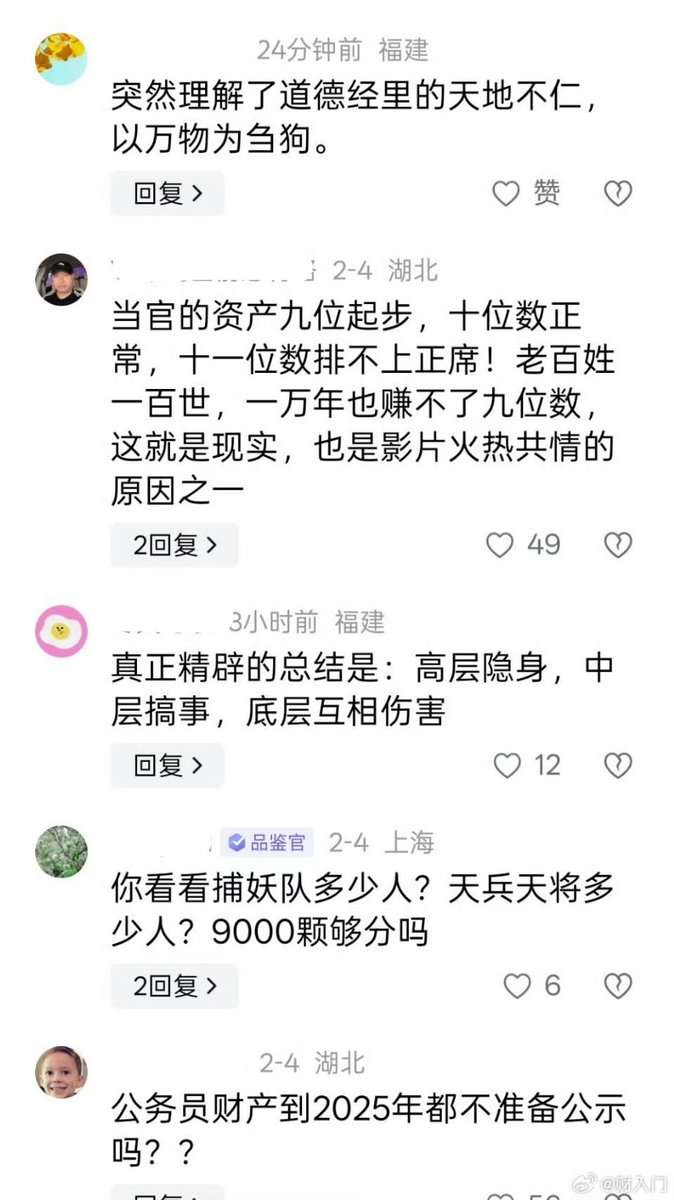 24分钟前 福建
突然理解了道德经里的天地不仁，
以万物为刍狗。
回复 >
赞
2-4 湖北
当官的资产九位起步，十位数正
常，十一位数排不上正席！老百姓
一百世，一万年也赚不了九位数，
这就是现实，也是影片火热共情的
原因之一
2回复 >
49
3小时前 福建
真正精辟的总结是：高层隐身，中
层搞事，底层互相伤害
回复 >
12
品鉴官 2-4 上海
你看看捕妖队多少人？天兵天将多
少人？9000颗够分吗
2回复 >
6
2-4 湖北
公务员财产到2025年都不准备公示
吗？？
@财入门